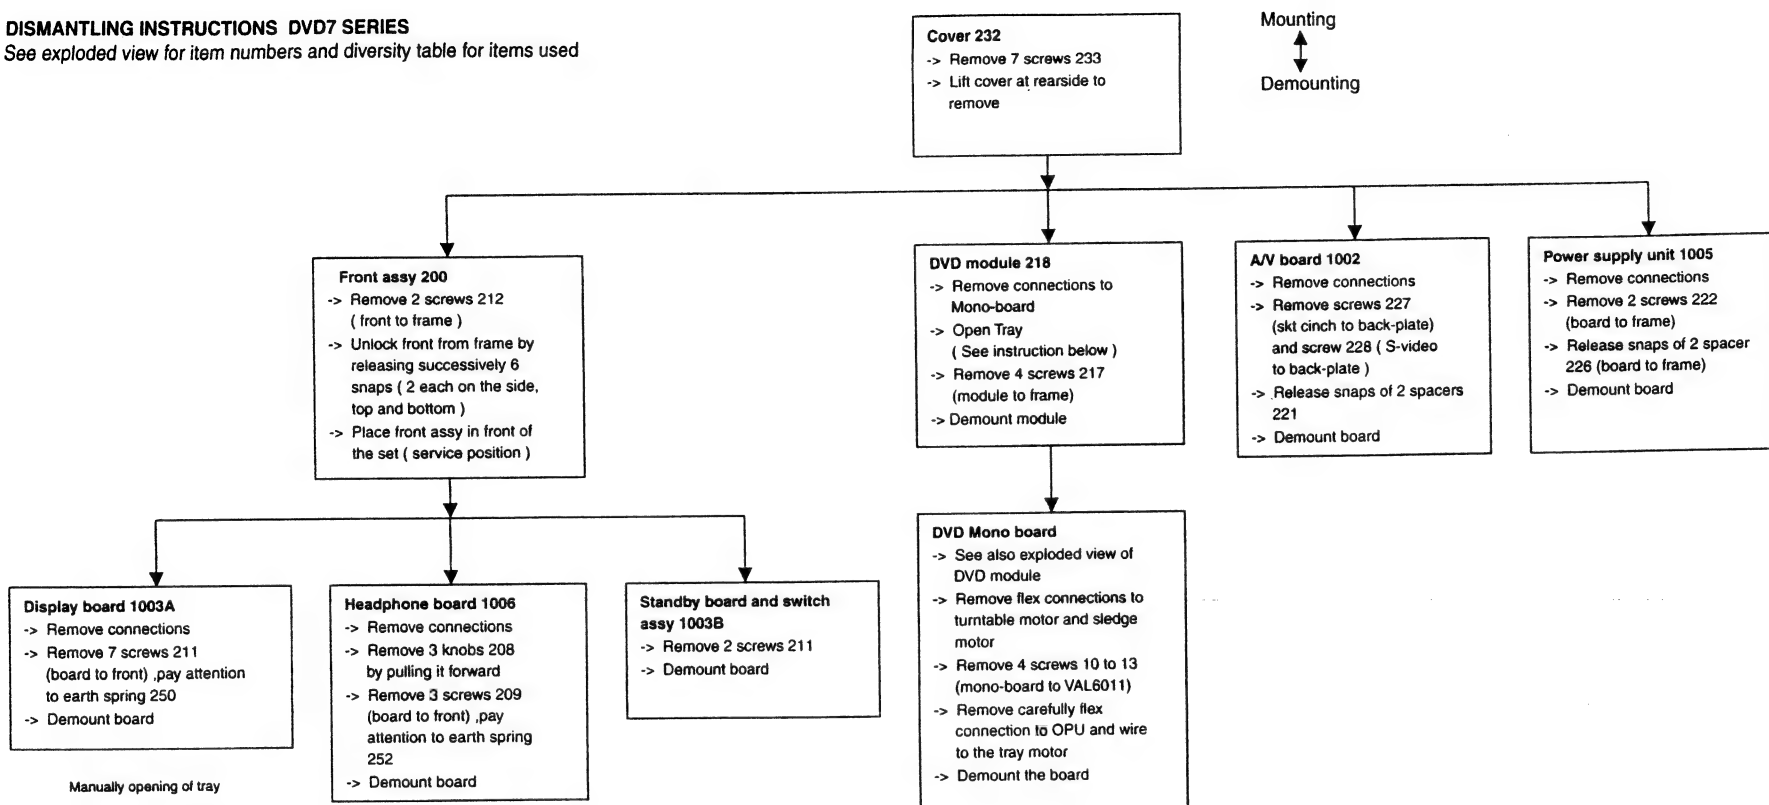 DISMANTLING INSTRUCTIONS DVD7 SERIES
See exploded view for item numbers and diversity table for items used
Mounting
Demounting
Cover 232
-> Remove 7 screws 233
-> Lift cover at rearside to
remove
Front assy 200
-> Remove 2 screws 212
( front to frame )
-> Unlock front from frame by
releasing successively 6
snaps ( 2 each on the side,
top and bottom )
-> Place front assy in front of
the set ( service position )
DVD module 218
-> Remove connections to
Mono-board
-> Open Tray
( See instruction below )
-> Remove 4 screws 217
(module to frame)
-> Demount module
A/V board 1002
-> Remove connections
-> Remove screws 227
(skt cinch to back-plate)
and screw 228 ( S-video
to back-plate )
-> Release snaps of 2 spacers
221
-> Demount board
Power supply unit 1005
-> Remove connections
-> Remove 2 screws 222
(board to frame)
-> Release snaps of 2 spacer
226 (board to frame)
-> Demount board
Display board 1003A
-> Remove connections
-> Remove 7 screws 211
(board to front) ,pay attention
to earth spring 250
-> Demount board
Headphone board 1006
-> Remove connections
-> Remove 3 knobs 208
by pulling it forward
-> Remove 3 screws 209
(board to front) ,pay
attention to earth spring
252
-> Demount board
Standby board and switch
assy 1003B
-> Remove 2 screws 211
-> Demount board
DVD Mono board
-> See also exploded view of
DVD module
-> Remove flex connections to
turntable motor and sledge
motor
-> Remove 4 screws 10 to 13
(mono-board to VAL6011)
-> Remove carefully flex
connection to OPU and wire
to the tray motor
-> Demount the board
Manually opening of tray